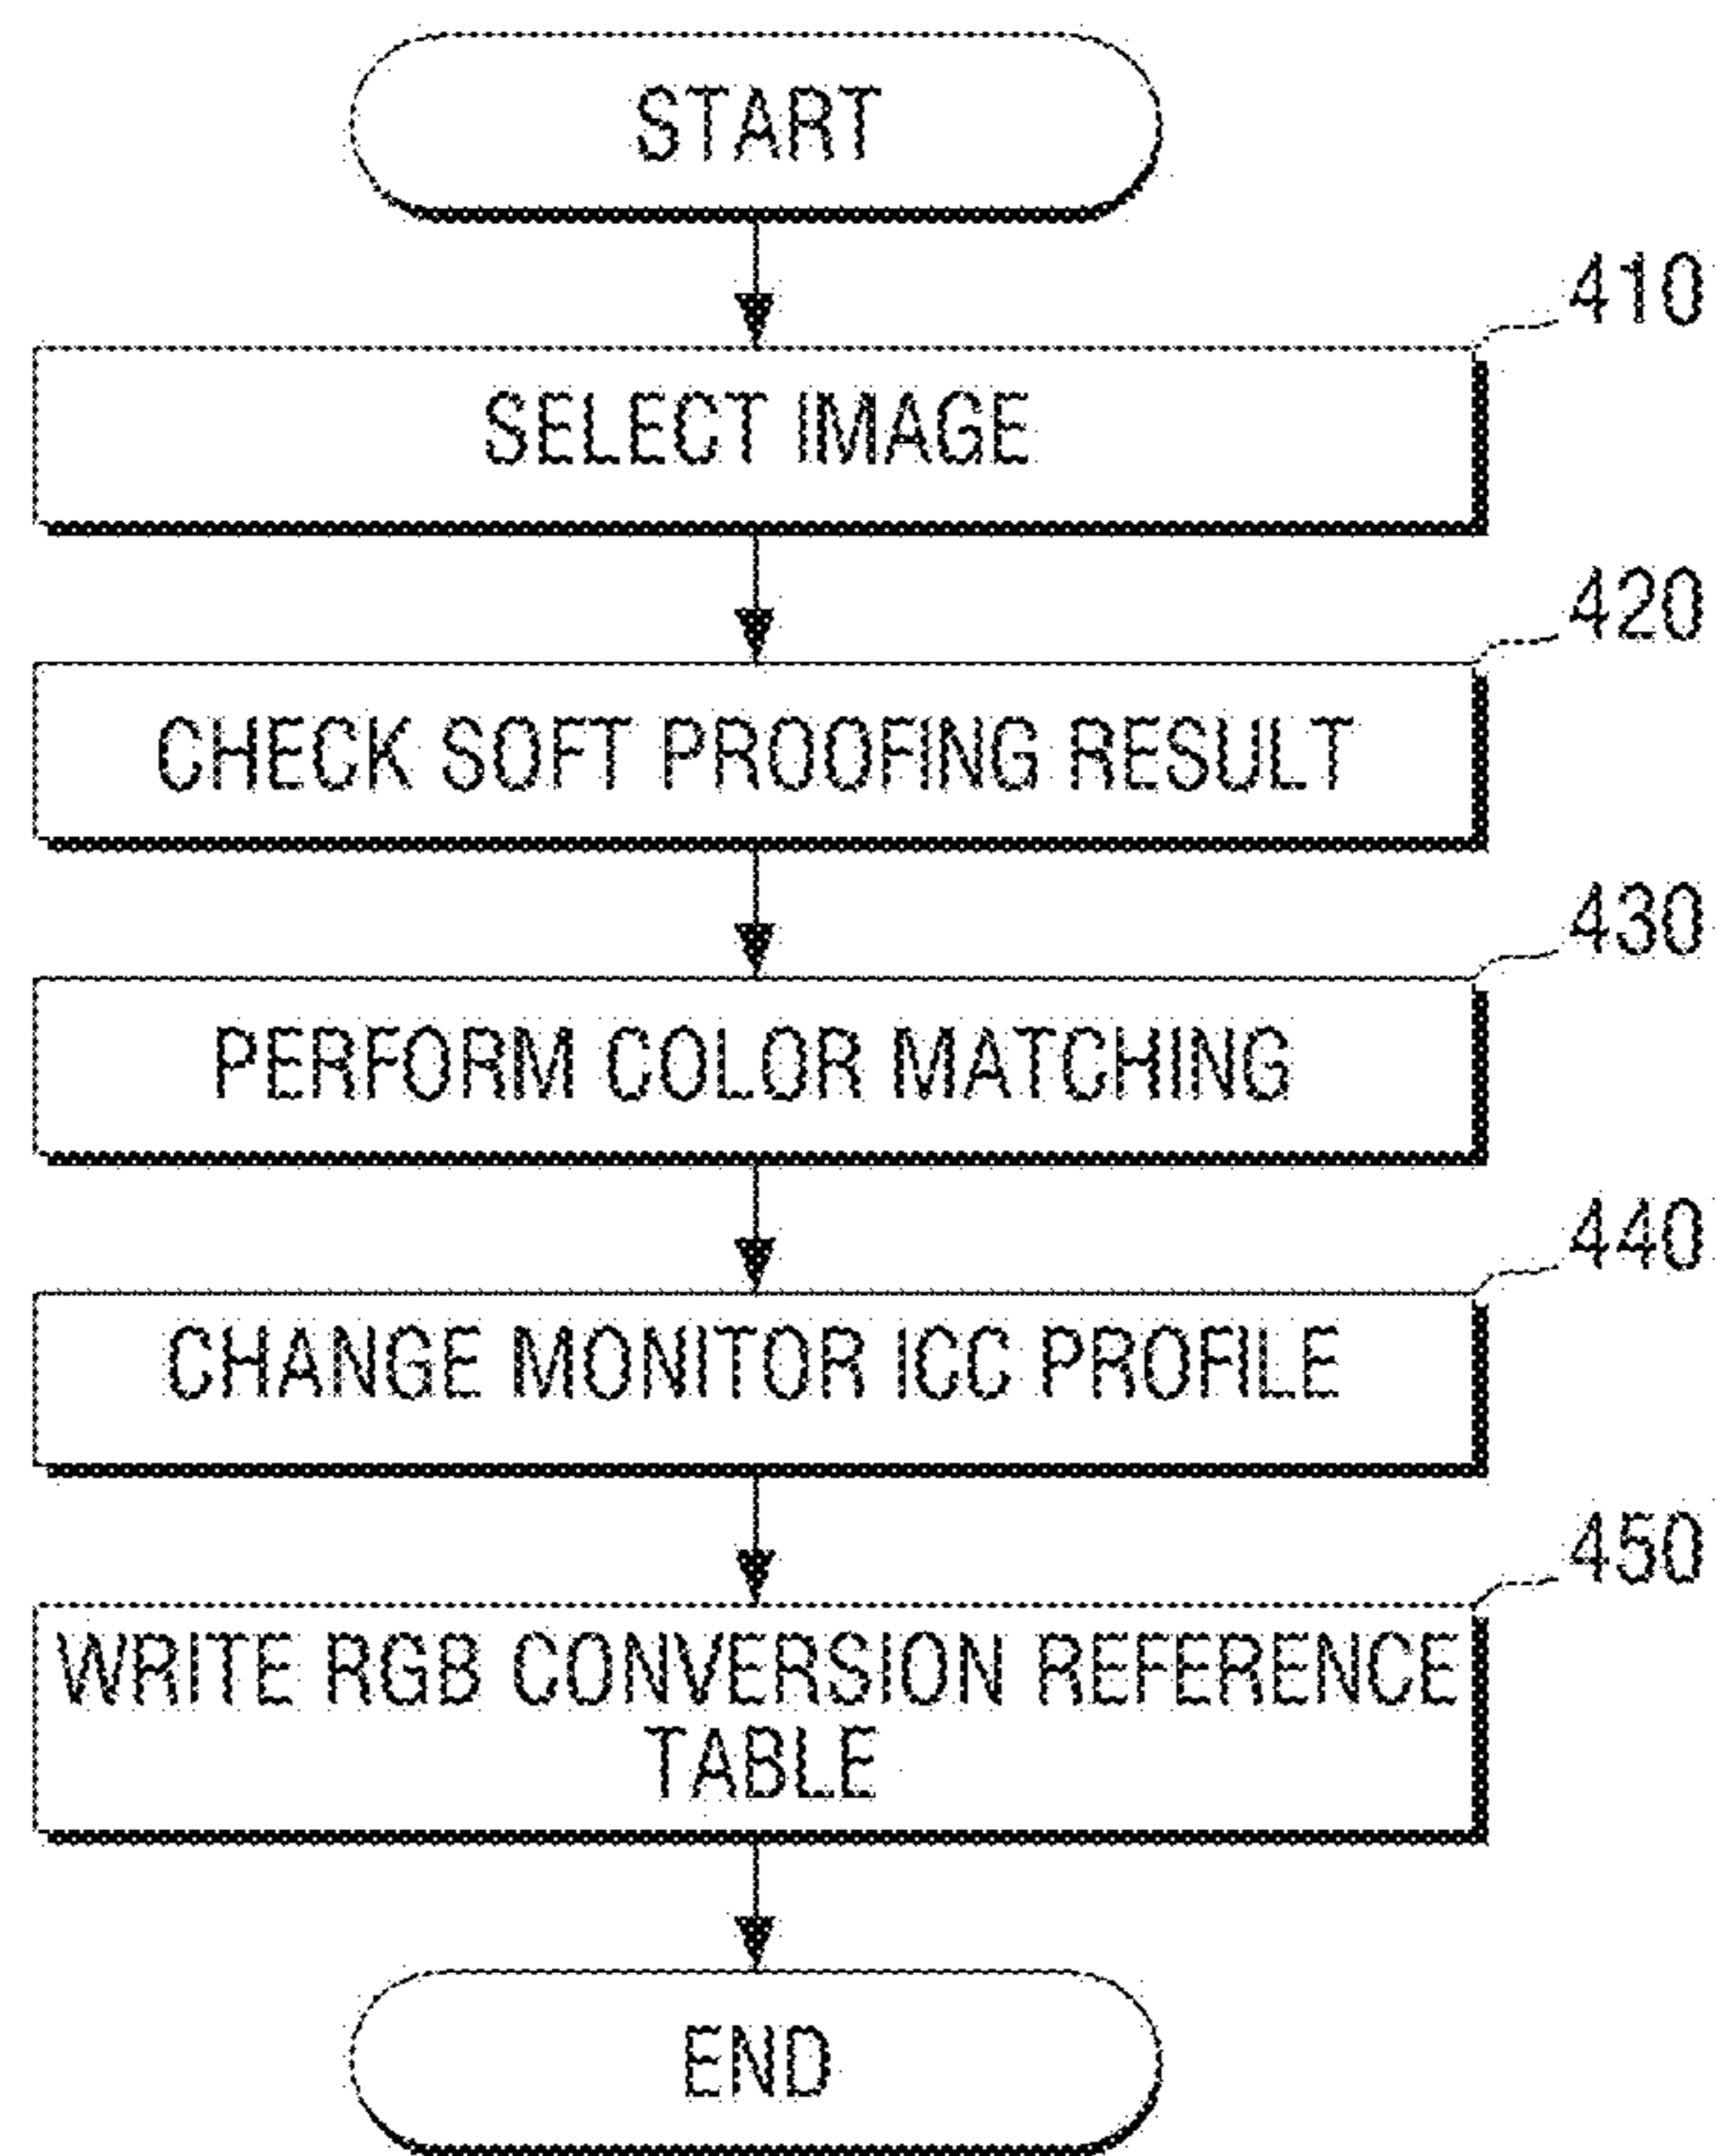 START
410
SELECT IMAGE
420
CHECK SOFT PROOFING RESULT
430
PERFORM COLOR MATCHING
440
CHANGE MONITOR ICC PROFILE
450
WRITE RGB CONVERSION REFERENCE
TABLE
END